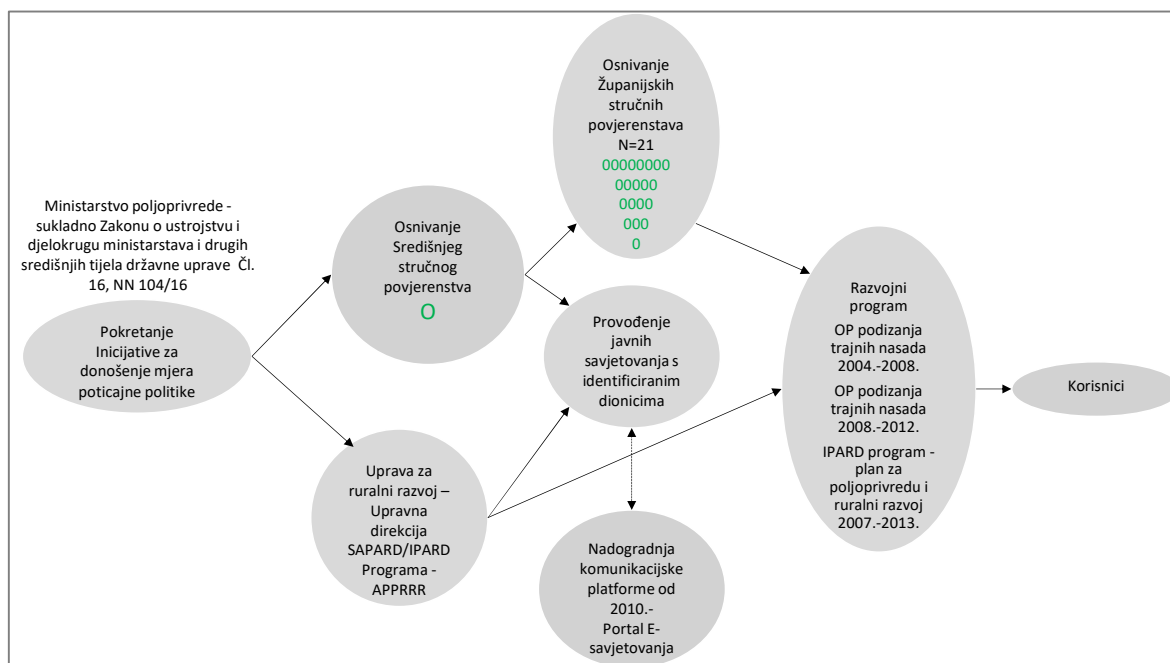 Ministarstvo poljoprivrede -
sukladno Zakonu o ustrojstvu i
djelokrugu ministarstava i drugih
središnjih tijela državne uprave Čl.
16, NN 104/16
Pokretanje
Inicijative za
donošenje mjera
poticajne politike
Osnivanje
Središnjeg
stručnog
povjerenstva
O
Uprava za
ruralni razvoj –
Upravna
direkcija
SAPARD/IPARD
Programa -
APPRRR
Osnivanje
Županijskih
stručnih
povjerenstava
N=21
00000000
00000
0000
000
0
Provođenje
javnih
savjetovanja s
identificiranim
dionicima
Nadogradnja
komunikacijske
platforme od
2010.-
Portal E-
savjetovanja
Razvojni
program
OP podizanja
trajnih nasada
2004.-2008.
OP podizanja
trajnih nasada
2008.-2012.
IPARD program -
plan za
poljoprivredu i
ruralni razvoj
2007.-2013.
Korisnici